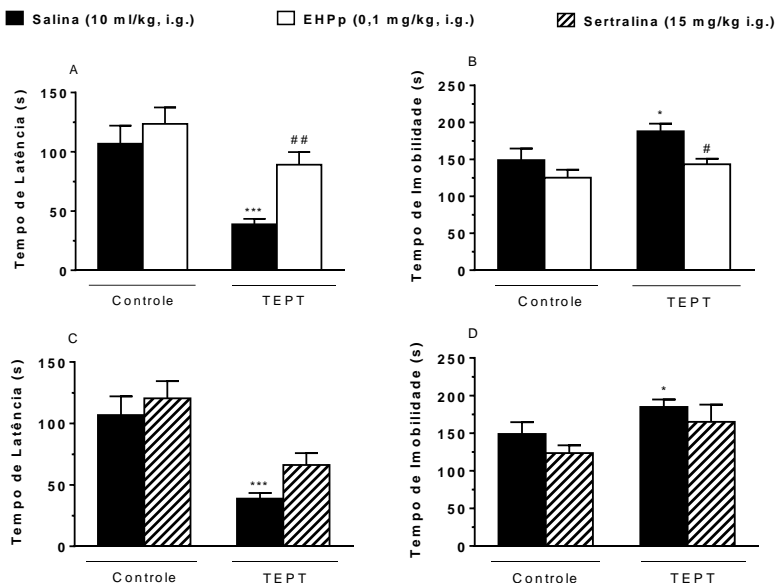 Salina (10 ml/kg, i.g.) EHPp (0,1 mg/kg, i.g.) Sertralina (15 mg/kg i.g.)
A
Tempo de Latência (s)
150
100
50
0
***
##
Controle TEPT
B
Tempo de Imobilidade (s)
250
200
150
100
50
0
*
#
Controle TEPT
C
Tempo de Latência (s)
150
100
50
0
***
Controle TEPT
D
Tempo de Imobilidade (s)
250
200
150
100
50
0
*
Controle TEPT